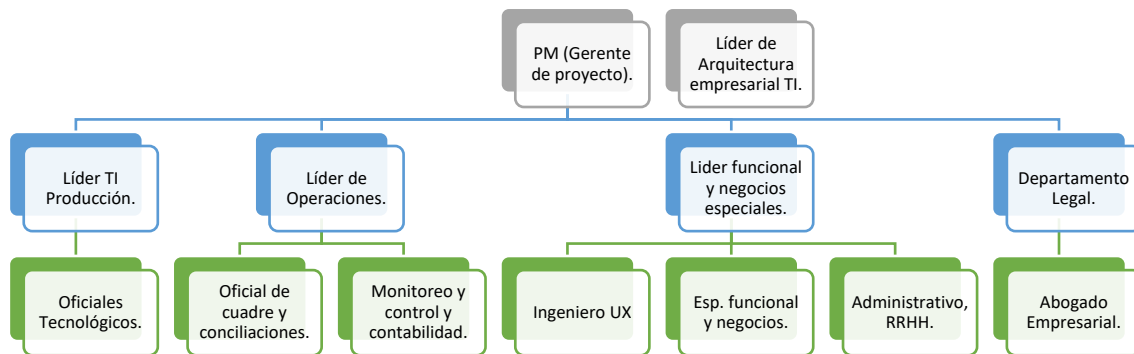 PM (Gerente
de proyecto).
Líder de
Arquitectura
empresarial TI.
Líder TI
Producción.
Líder de
Operaciones.
Lider funcional
y negocios
especiales.
Departamento
Legal.
Oficiales
Tecnológicos.
Oficial de
cuadre y
conciliaciones.
Monitoreo y
control y
contabilidad.
Ingeniero UX
Esp. funcional
y negocios.
Administrativo,
RRHH.
Abogado
Empresarial.